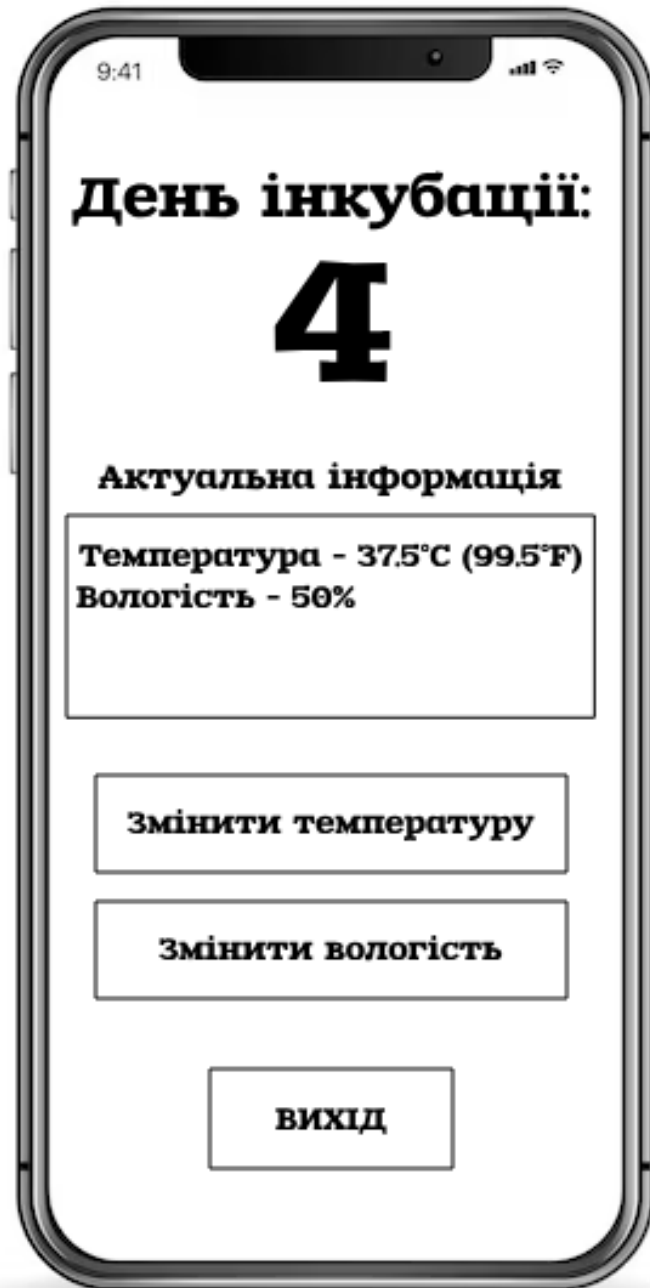 9:41
День інкубації:
4
Актуальна інформація
Температура - 37.5°C (99.5°F)
Вологість - 50%
Змінити температуру
Змінити вологість
ВИХІД